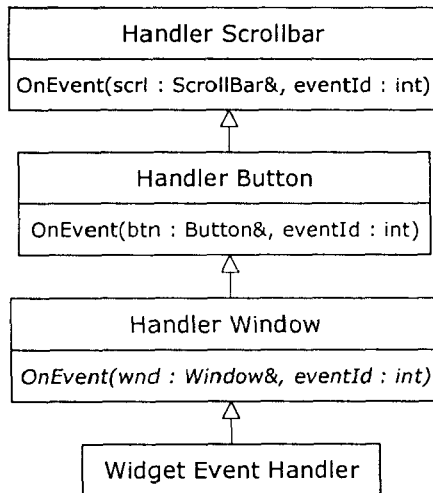 Handler Scrollbar
OnEvent(scrl : ScrollBar&, eventId : int)
Handler Button
OnEvent(btn : Button&, eventId : int)
Handler Window
OnEvent(wnd : Window&, eventId : int)
Widget Event Handler